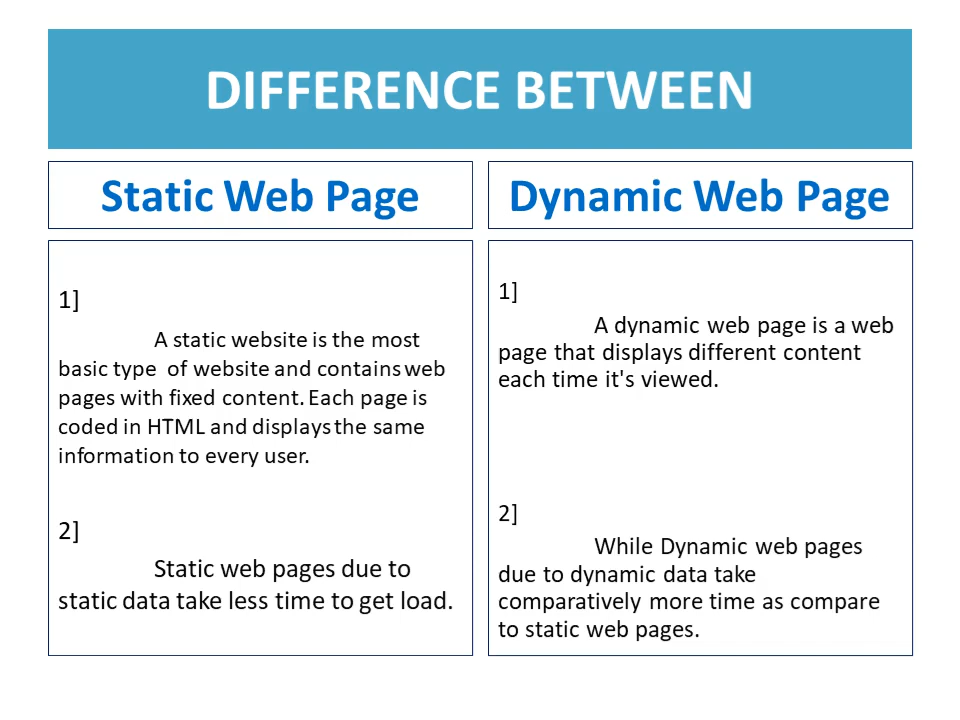 DIFFERENCE BETWEEN
Static Web Page
1]
A static website is the most
basic type of website and contains web
pages with fixed content. Each page is
coded in HTML and displays the same
information to every user.
2]
Static web pages due to
static data take less time to get load.
Dynamic Web Page
1]
A dynamic web page is a web
page that displays different content
each time it's viewed.
2]
While Dynamic web pages
due to dynamic data take
comparatively more time as compare
to static web pages.